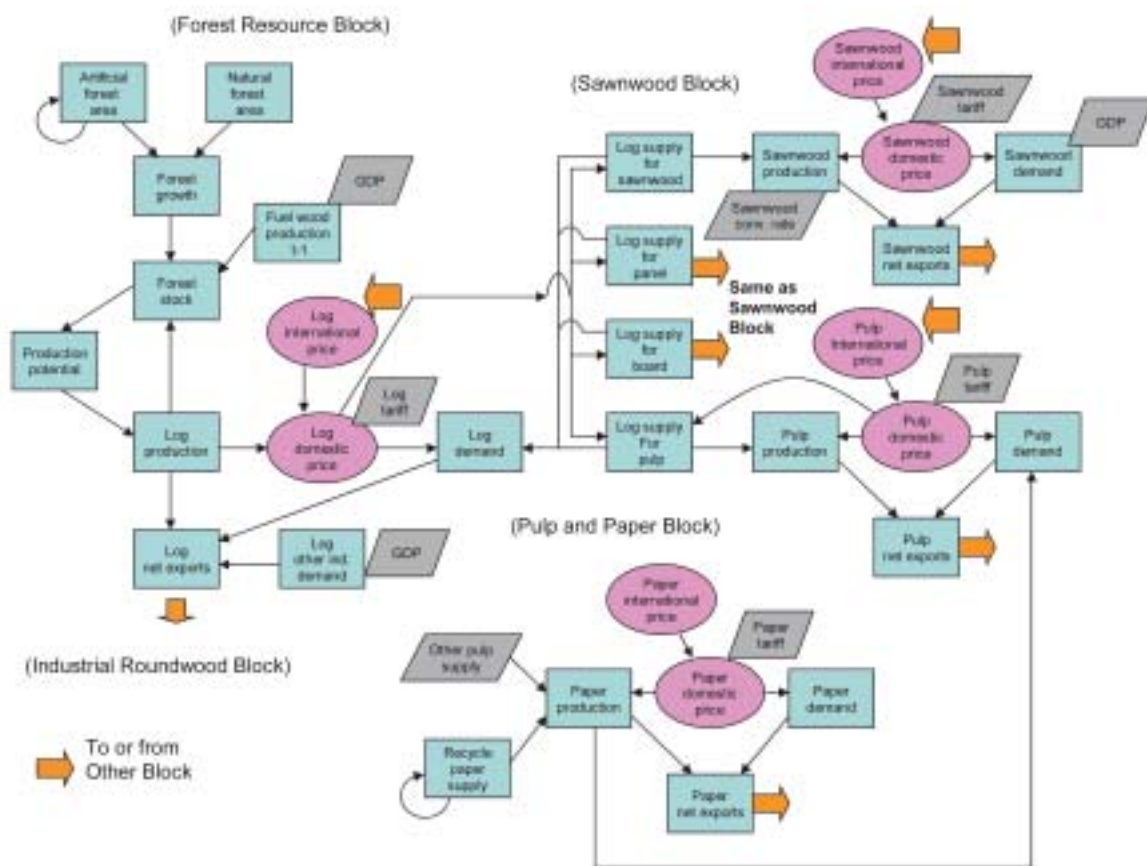 (Forest Resource Block)
Artificial
forest
area
Natural
forest
area
Forest
growth
GDP
Fuel wood
production
t-1
Forest
stock
Production
potential
Log
international
price
Log
tariff
Log
production
Log
domestic
price
Log
demand
Log
net exports
Log
other ind.
demand
GDP
(Industrial Roundwood Block)
To or from
Other Block
(Sawnwood Block)
Sawnwood
international
price
Sawnwood
tariff
GDP
Log supply
for
sawnwood
Sawnwood
production
Sawnwood
domestic
price
Sawnwood
demand
Sawnwood
conv. rate
Log supply
for
panel
Sawnwood
net exports
Same as
Sawnwood
Block
Log supply
for
board
Pulp
International
price
Pulp
tariff
Log supply
For
pulp
Pulp
production
Pulp
domestic
price
Pulp
demand
Pulp
net exports
(Pulp and Paper Block)
Paper
international
price
Paper
tariff
Other pulp
supply
Paper
production
Paper
domestic
price
Paper
demand
Recycle
paper
supply
Paper
net exports